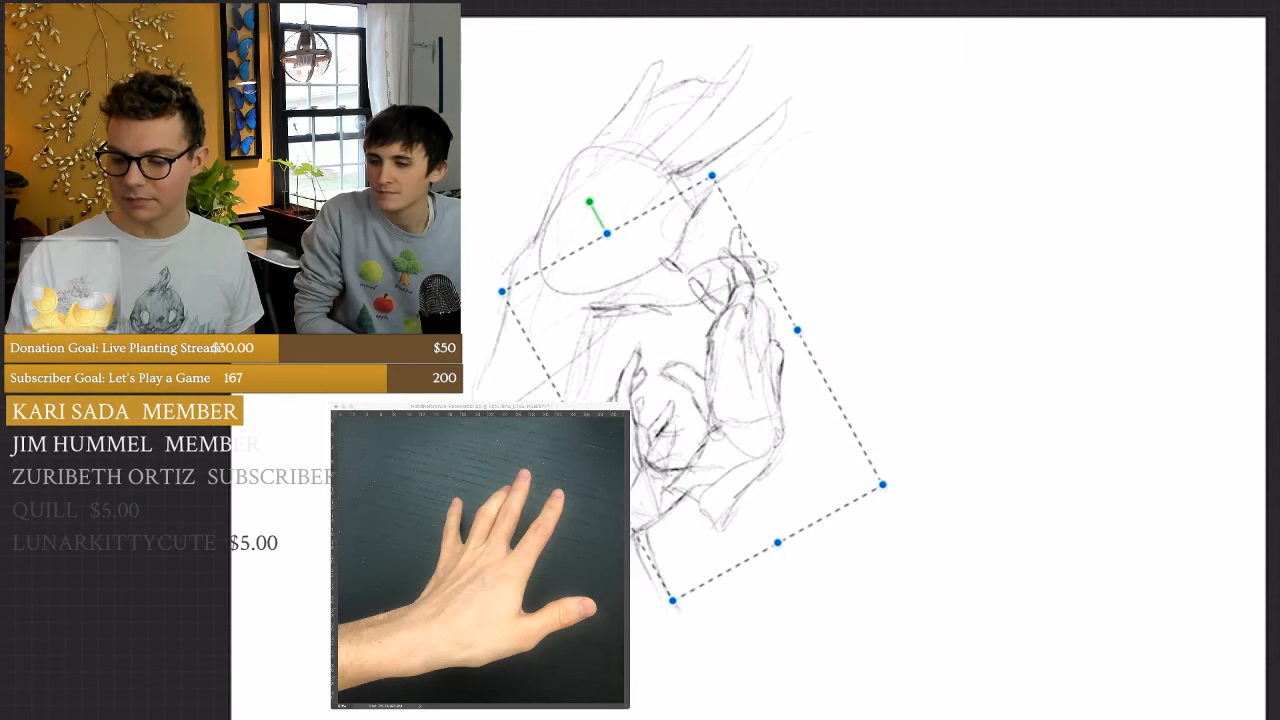 Donation Goal: Live Planting Stream $30.00 $50
Subscriber Goal: Let's Play a Game 167 200
KARI SADA MEMBER
JIM HUMMEL MEMBER
ZURIBETH ORTIZ SUBSCRIBER
QUILL $5.00
LUNARKITTYCUTE $5.00